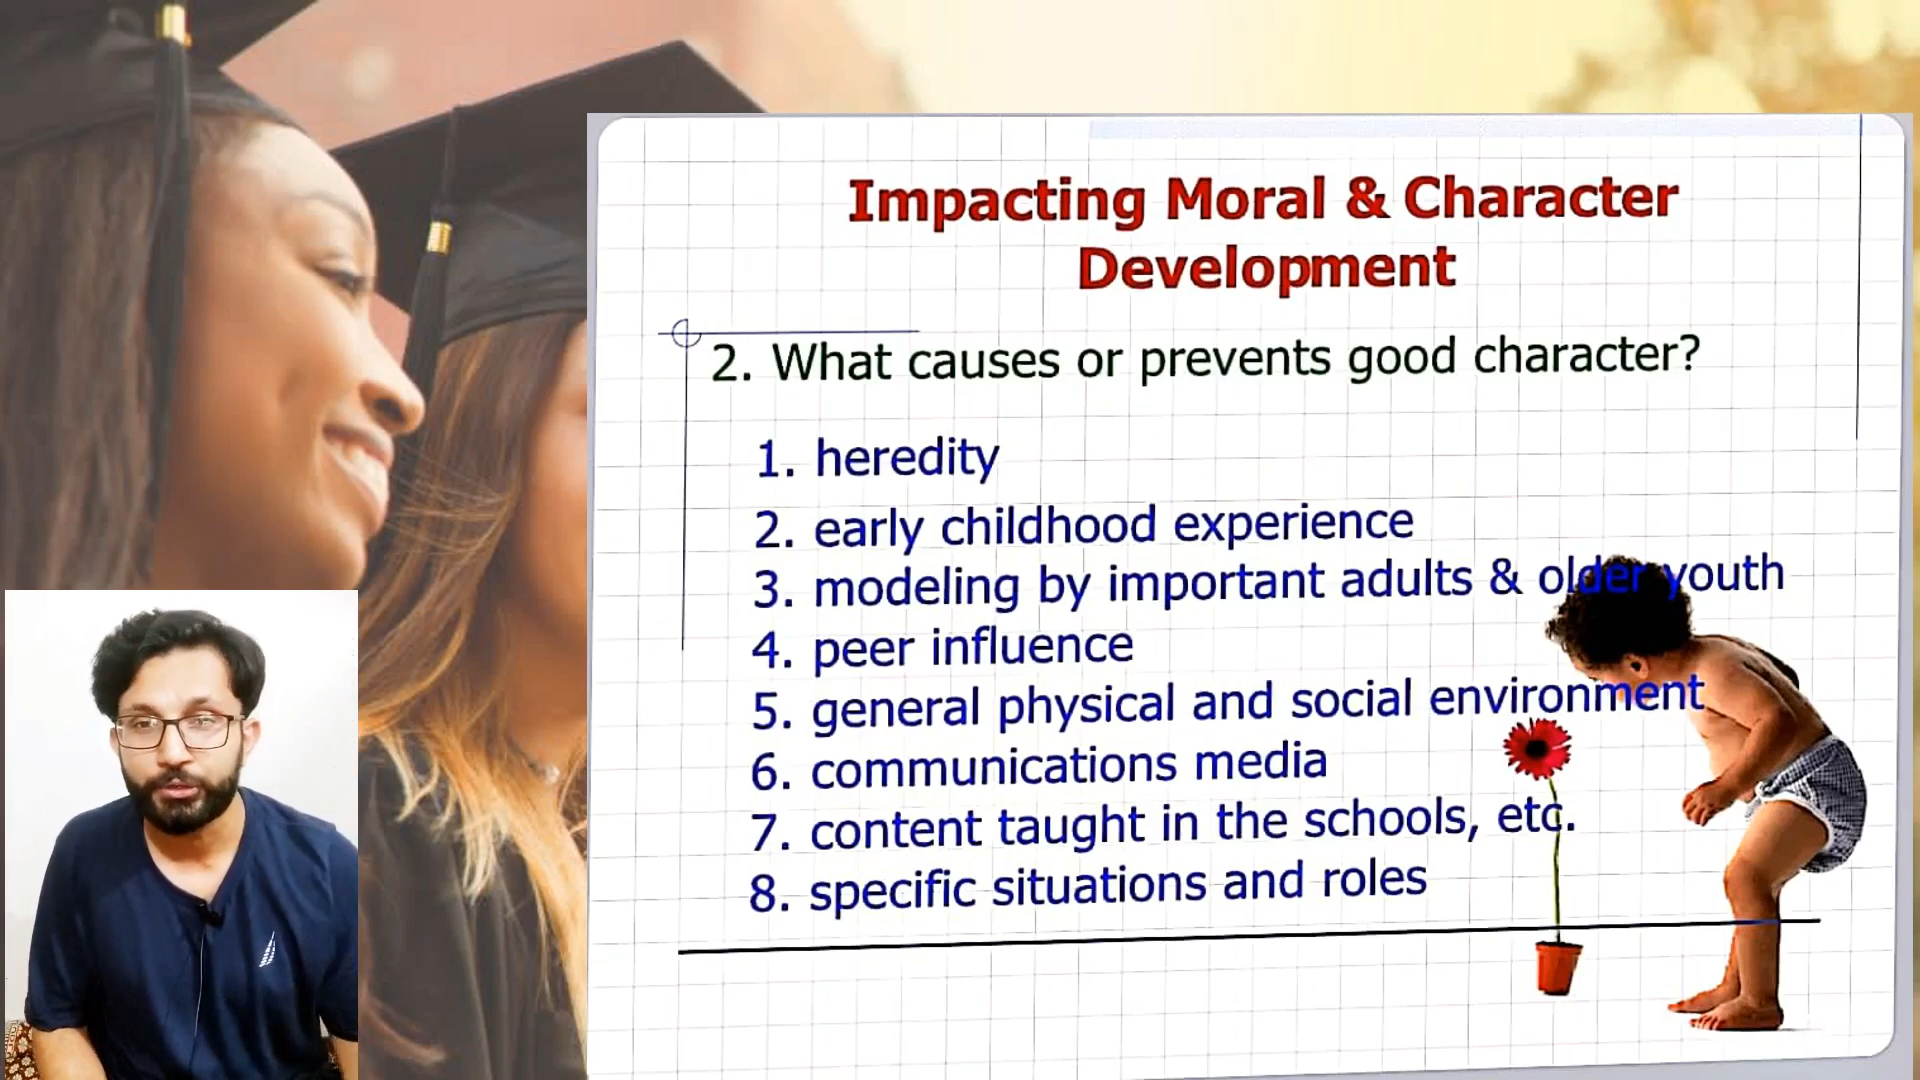 Impacting Moral & Character
Development
2. What causes or prevents good character?
1. heredity
2. early childhood experience
3. modeling by important adults & older youth
4. peer influence
5. general physical and social environment
6. communications media
7. content taught in the schools, etc.
8. specific situations and roles